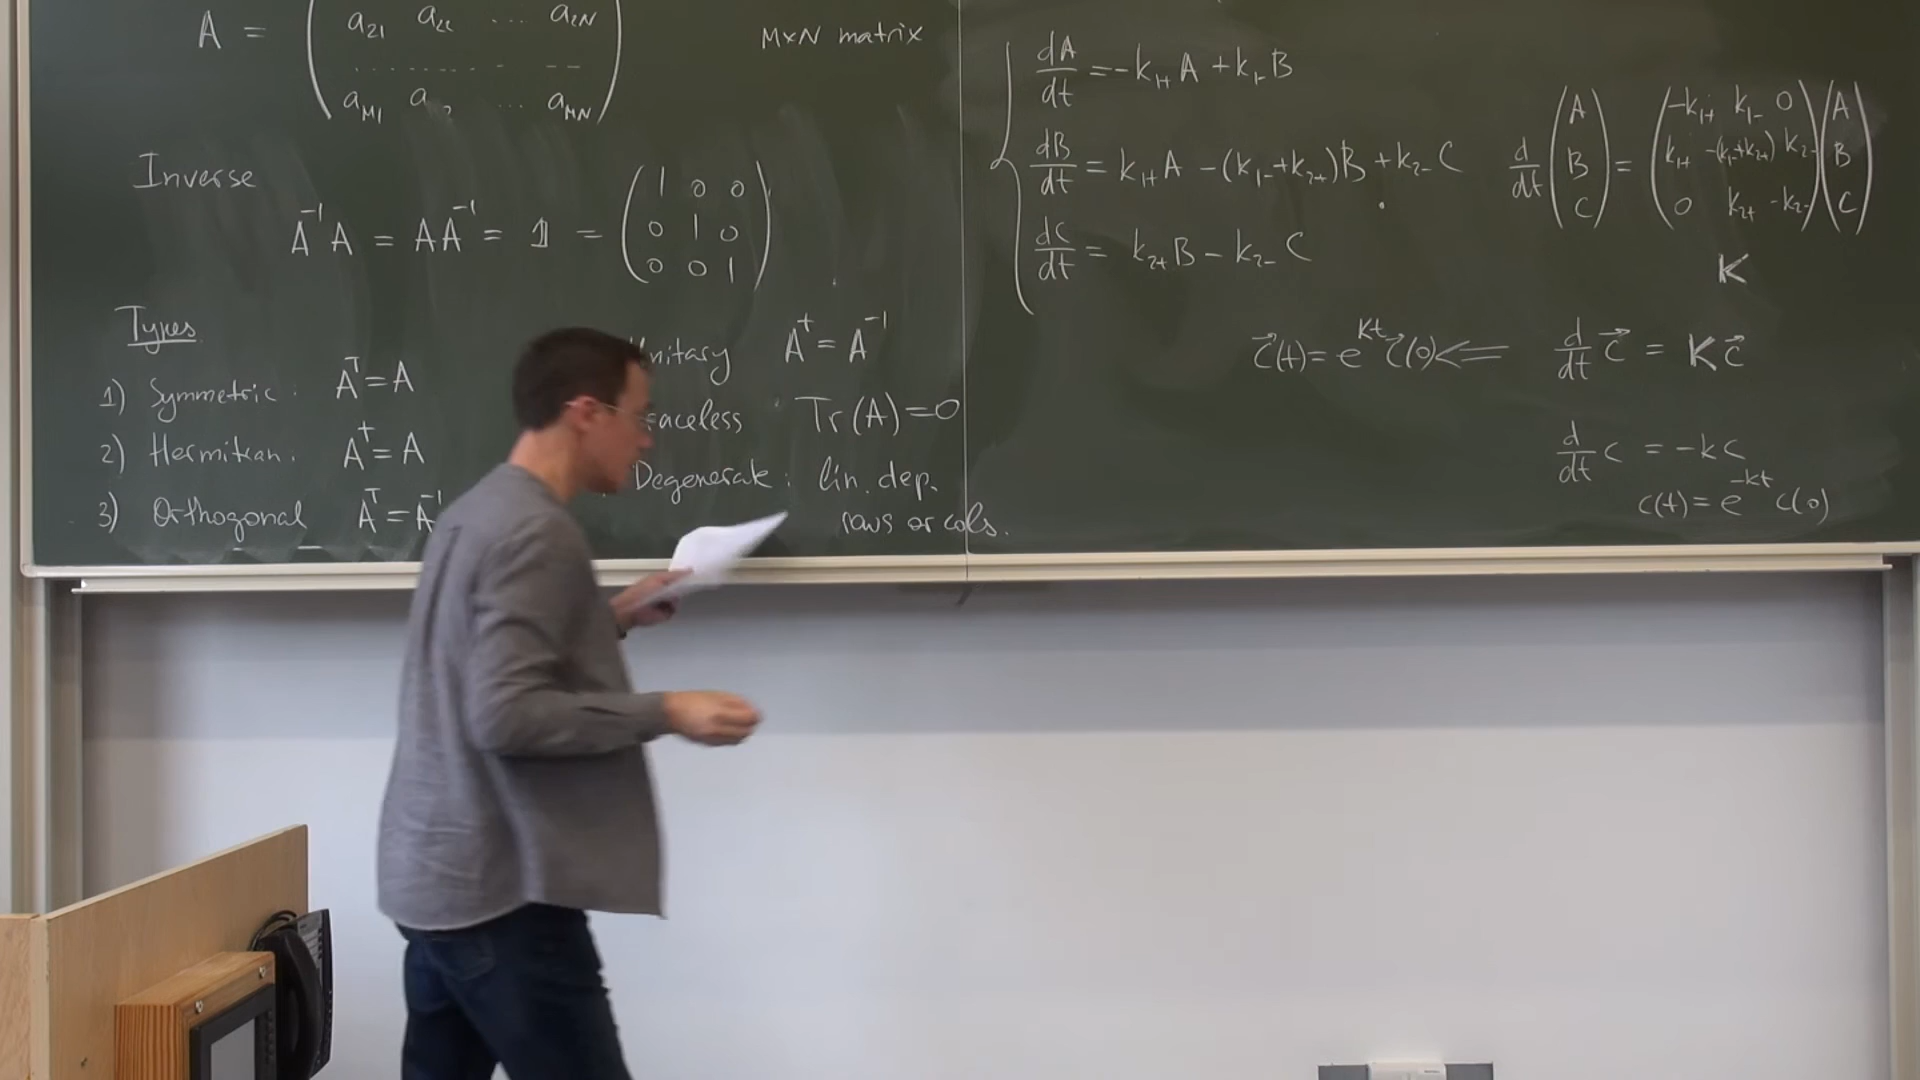 A = ( a21 a22 .... a2N
M×N matrix
. . . . . . . . . - - -
aM1 a ... aMN )
Inverse
A⁻¹A = AA⁻¹ = 𝟙 = ( 1 0 0
0 1 0
0 0 1 )
Types
1) Symmetric : Aᵀ = A
2) Hermitian : A† = A
3) Orthogonal Aᵀ = A⁻¹
A† = A⁻¹
Tr(A) = 0
Degenerate : lin. dep.
rows or cols.
dA/dt = -k1+ A + k1- B
dB/dt = k1+ A - (k1- + k2+) B + k2- C
dC/dt = k2+ B - k2- C
d/dt ( A B C ) = ( -k1+ k1- 0
k1+ -(k1- + k2+) k2-
0 k2+ -k2- ) ( A B C )
K
c⃗(t) = e^Kt c⃗(0) <== d/dt c⃗ = K c⃗
d/dt c = -kc
c(t) = e^-kt c(0)